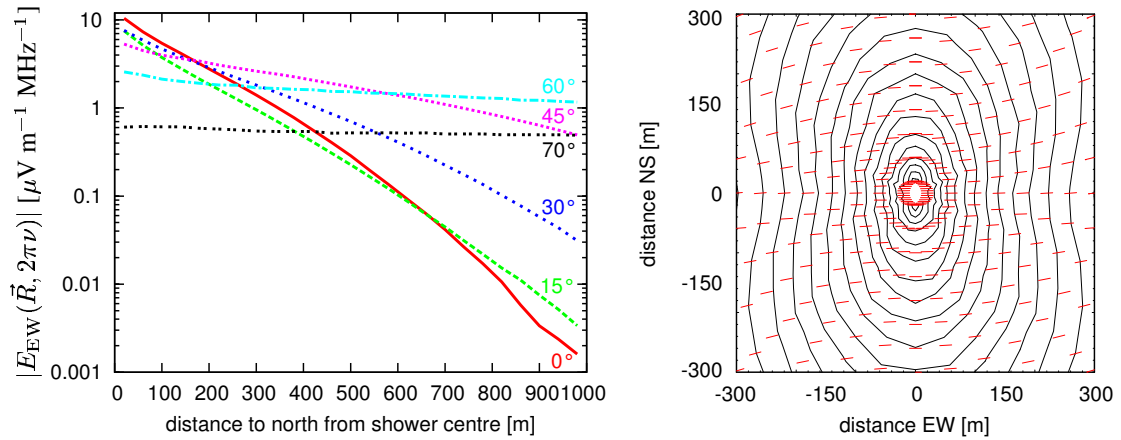 |E_EW(R⃗, 2πν)| [μV m⁻¹ MHz⁻¹]
10
1
0.1
0.01
0.001
60°
45°
70°
30°
15°
0°
0 100 200 300 400 500 600 700 800 900 1000
distance to north from shower centre [m]
distance NS [m]
300
150
0
-150
-300
-300 -150 0 150 300
distance EW [m]